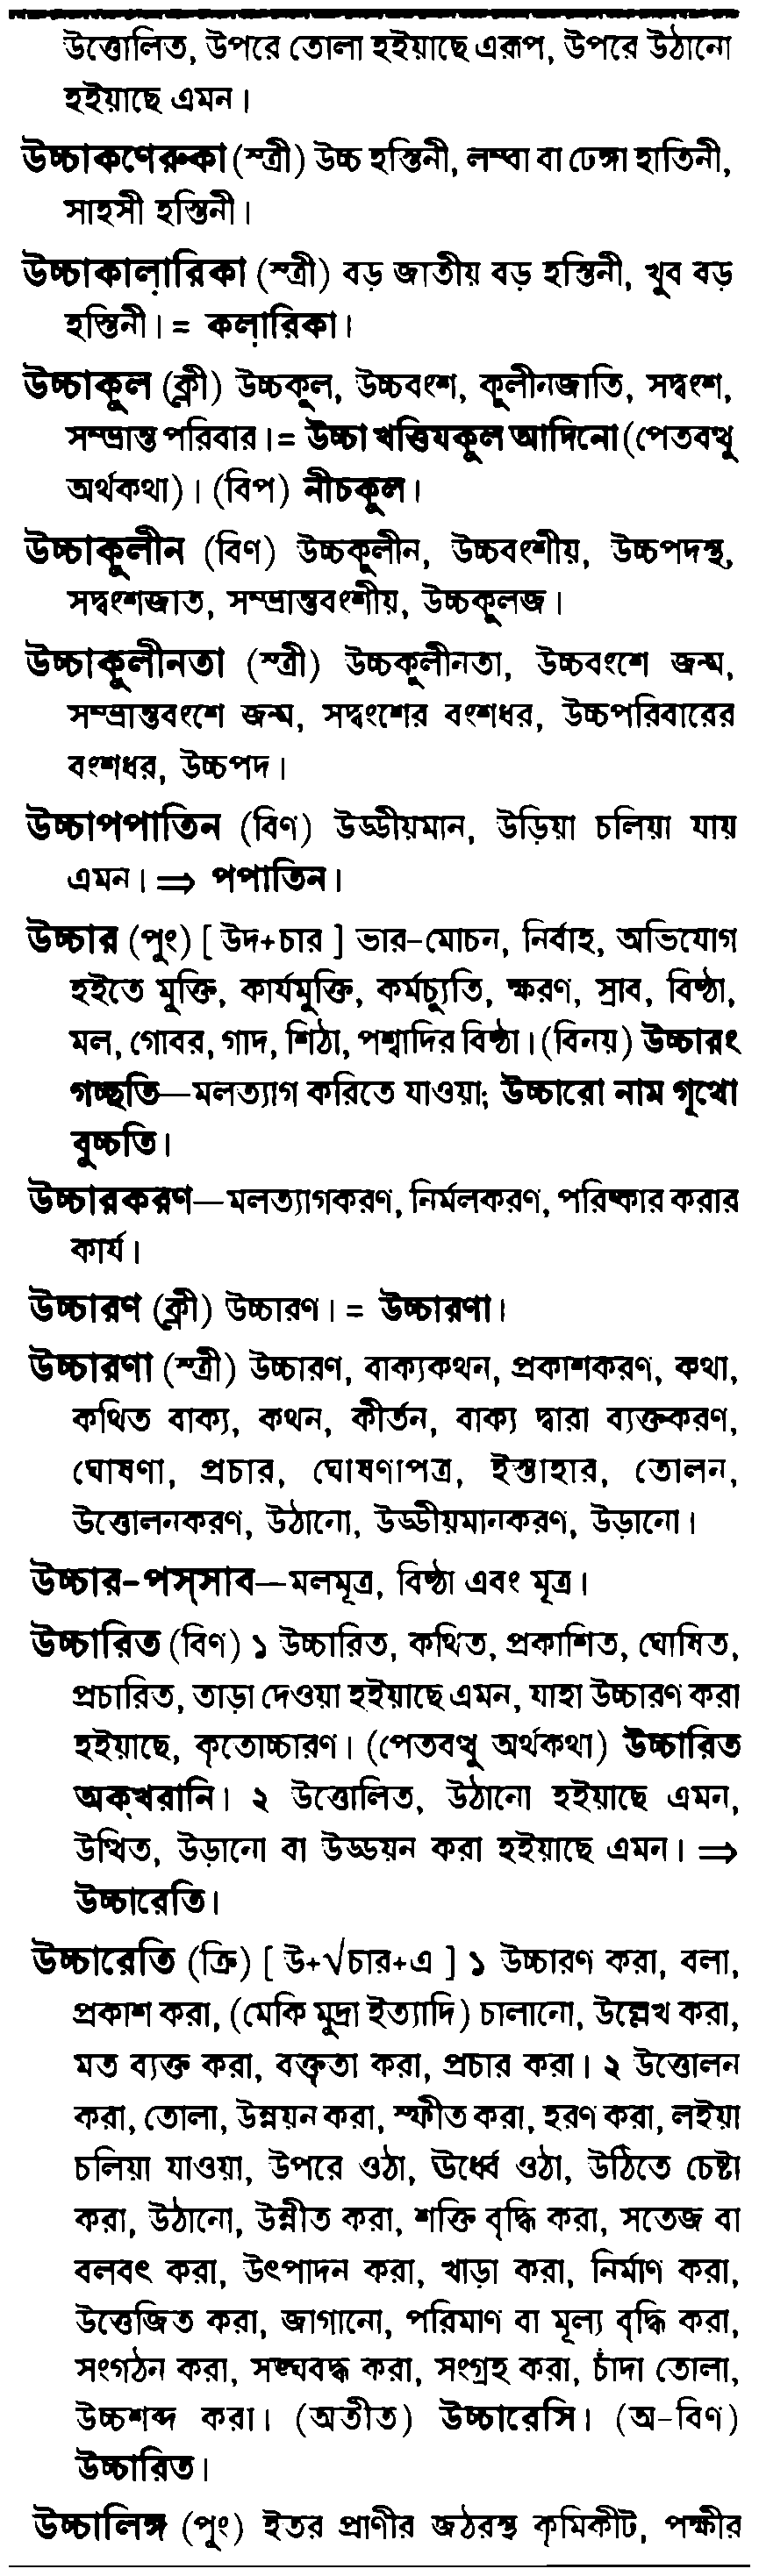 উত্তোলিত, উপরে তোলা হইয়াছে এরূপ, উপরে উঠানো
হইয়াছে এমন।
উচ্চাকণেরুকা (স্ত্রী) উচ্চ হস্তিনী, লম্বা বা ঢেঙ্গা হাতিনী,
সাহসী হস্তিনী।
উচ্চাকাল়ারিকা (স্ত্রী) বড় জাতীয় বড় হস্তিনী, খুব বড়
হস্তিনী। = কল়ারিকা।
উচ্চাকুল (ক্লী) উচ্চকুল, উচ্চবংশ, কুলীনজাতি, সদ্বংশ,
সম্ভ্রান্ত পরিবার। = উচ্চা খত্তিযকুল আদিনো (পেতবত্থু
অর্থকথা)। (বিপ) নীচকুল।
উচ্চাকুলীন (বিণ) উচ্চকুলীন, উচ্চবংশীয়, উচ্চপদস্থ,
সদ্বংশজাত, সম্ভ্রান্তবংশীয়, উচ্চকুলজ।
উচ্চাকুলীনতা (স্ত্রী) উচ্চকুলীনতা, উচ্চবংশে জন্ম,
সম্ভ্রান্তবংশে জন্ম, সদ্বংশের বংশধর, উচ্চপরিবারের
বংশধর, উচ্চপদ।
উচ্চাপপাতিন (বিণ) উড্ডীয়মান, উড়িয়া চলিয়া যায়
এমন। ⇒ পপাতিন।
উচ্চার (পুং) [ উদ+চার ] ভার-মোচন, নির্বাহ, অভিযোগ
হইতে মুক্তি, কার্যমুক্তি, কর্মচ্যুতি, ক্ষরণ, স্রাব, বিষ্ঠা,
মল, গোবর, গাদ, শিঠা, পশ্বাদির বিষ্ঠা। (বিনয়) উচ্চারং
গচ্ছতি—মলত্যাগ করিতে যাওয়া; উচ্চারো নাম গূথো
বুচ্চতি।
উচ্চারকরণ—মলত্যাগকরণ, নির্মলকরণ, পরিষ্কার করার
কার্য।
উচ্চারণ (ক্লী) উচ্চারণ। = উচ্চারণা।
উচ্চারণা (স্ত্রী) উচ্চারণ, বাক্যকথন, প্রকাশকরণ, কথা,
কথিত বাক্য, কথন, কীর্তন, বাক্য দ্বারা ব্যক্তকরণ,
ঘোষণা, প্রচার, ঘোষণাপত্র, ইস্তাহার, তোলন,
উত্তোলনকরণ, উঠানো, উড্ডীয়মানকরণ, উড়ানো।
উচ্চার-পস্সাব—মলমূত্র, বিষ্ঠা এবং মূত্র।
উচ্চারিত (বিণ) ১ উচ্চারিত, কথিত, প্রকাশিত, ঘোষিত,
প্রচারিত, তাড়া দেওয়া হইয়াছে এমন, যাহা উচ্চারণ করা
হইয়াছে, কৃতোচ্চারণ। (পেতবত্থু অর্থকথা) উচ্চারিত
অক্খরানি। ২ উত্তোলিত, উঠানো হইয়াছে এমন,
উত্থিত, উড়ানো বা উড্ডয়ন করা হইয়াছে এমন। ⇒
উচ্চারেতি।
উচ্চারেতি (ক্রি) [ উ+√চার+এ ] ১ উচ্চারণ করা, বলা,
প্রকাশ করা, (মেকি মুদ্রা ইত্যাদি) চালানো, উল্লেখ করা,
মত ব্যক্ত করা, বক্তৃতা করা, প্রচার করা। ২ উত্তোলন
করা, তোলা, উন্নয়ন করা, স্ফীত করা, হরণ করা, লইয়া
চলিয়া যাওয়া, উপরে ওঠা, ঊর্ধ্বে ওঠা, উঠিতে চেষ্টা
করা, উঠানো, উন্নীত করা, শক্তি বৃদ্ধি করা, সতেজ বা
বলবৎ করা, উৎপাদন করা, খাড়া করা, নির্মাণ করা,
উত্তেজিত করা, জাগানো, পরিমাণ বা মূল্য বৃদ্ধি করা,
সংগঠন করা, সঙ্ঘবদ্ধ করা, সংগ্রহ করা, চাঁদা তোলা,
উচ্চশব্দ করা। (অতীত) উচ্চারেসি। (অ-বিণ)
উচ্চারিত।
উচ্চালিঙ্গ (পুং) ইতর প্রাণীর জঠরস্থ কৃমিকীট, পক্ষীর